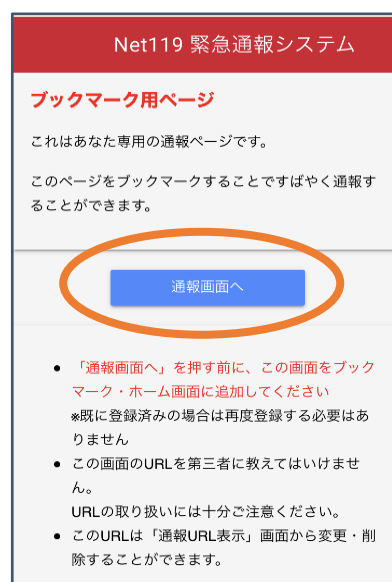 Net119 緊急通報システム
ブックマーク用ページ
これはあなた専用の通報ページです。
このページをブックマークすることですばやく通報す
ることができます。
通報画面へ
• 「通報画面へ」を押す前に、この画面をブック
マーク・ホーム画面に追加してください
※既に登録済みの場合は再度登録する必要はあ
りません
• この画面のURLを第三者に教えてはいけませ
ん。
URLの取り扱いには十分ご注意ください。
• このURLは「通報URL表示」画面から変更・削
除することができます。